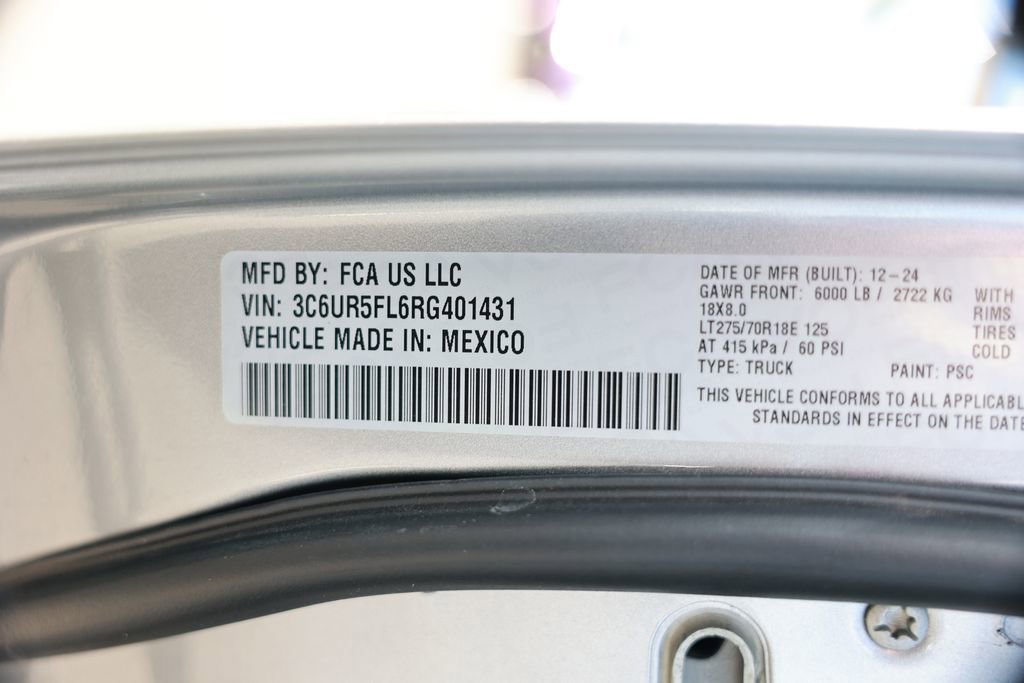 MFD BY: FCA US LLC
VIN: 3C6UR5FL6RG401431
VEHICLE MADE IN: MEXICO
DATE OF MFR (BUILT): 12-24
GAWR FRONT: 6000 LB / 2722 KG WITH
18X8.0 RIMS
LT275/70R18E 125 TIRES
AT 415 kPa / 60 PSI COLD
TYPE: TRUCK PAINT: PSC
THIS VEHICLE CONFORMS TO ALL APPLICABL
STANDARDS IN EFFECT ON THE DATE